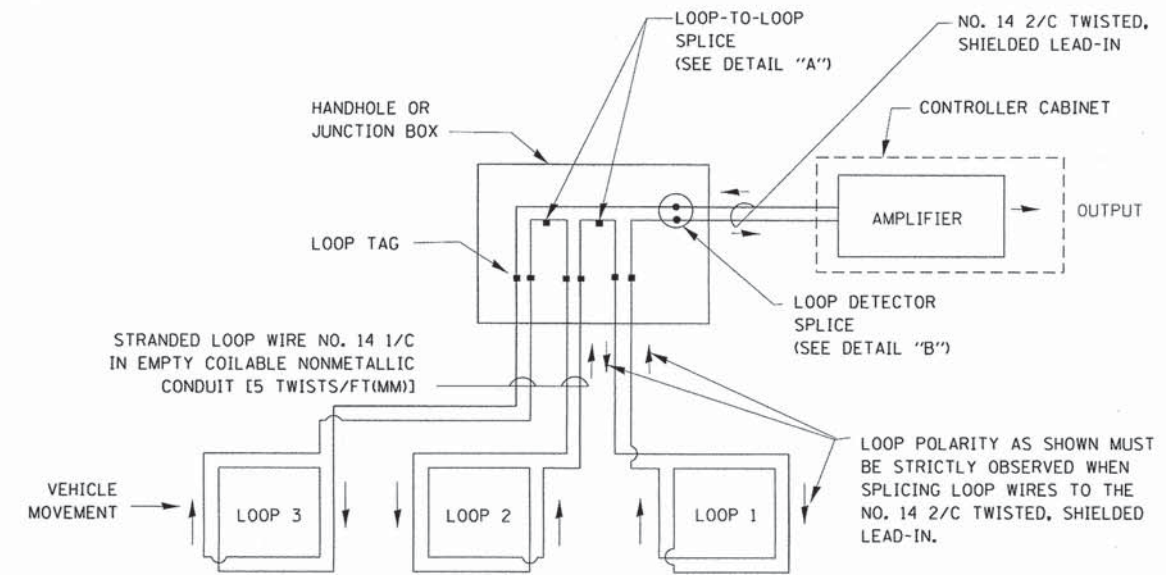 LOOP-TO-LOOP
SPLICE
(SEE DETAIL "A")
NO. 14 2/C TWISTED,
SHIELDED LEAD-IN
HANDHOLE OR
JUNCTION BOX
CONTROLLER CABINET
AMPLIFIER
OUTPUT
LOOP TAG
LOOP DETECTOR
SPLICE
(SEE DETAIL "B")
STRANDED LOOP WIRE NO. 14 1/C
IN EMPTY COILABLE NONMETALLIC
CONDUIT [5 TWISTS/FT(MM)]
LOOP POLARITY AS SHOWN MUST
BE STRICTLY OBSERVED WHEN
SPLICING LOOP WIRES TO THE
NO. 14 2/C TWISTED, SHIELDED
LEAD-IN.
VEHICLE
MOVEMENT
LOOP 3
LOOP 2
LOOP 1